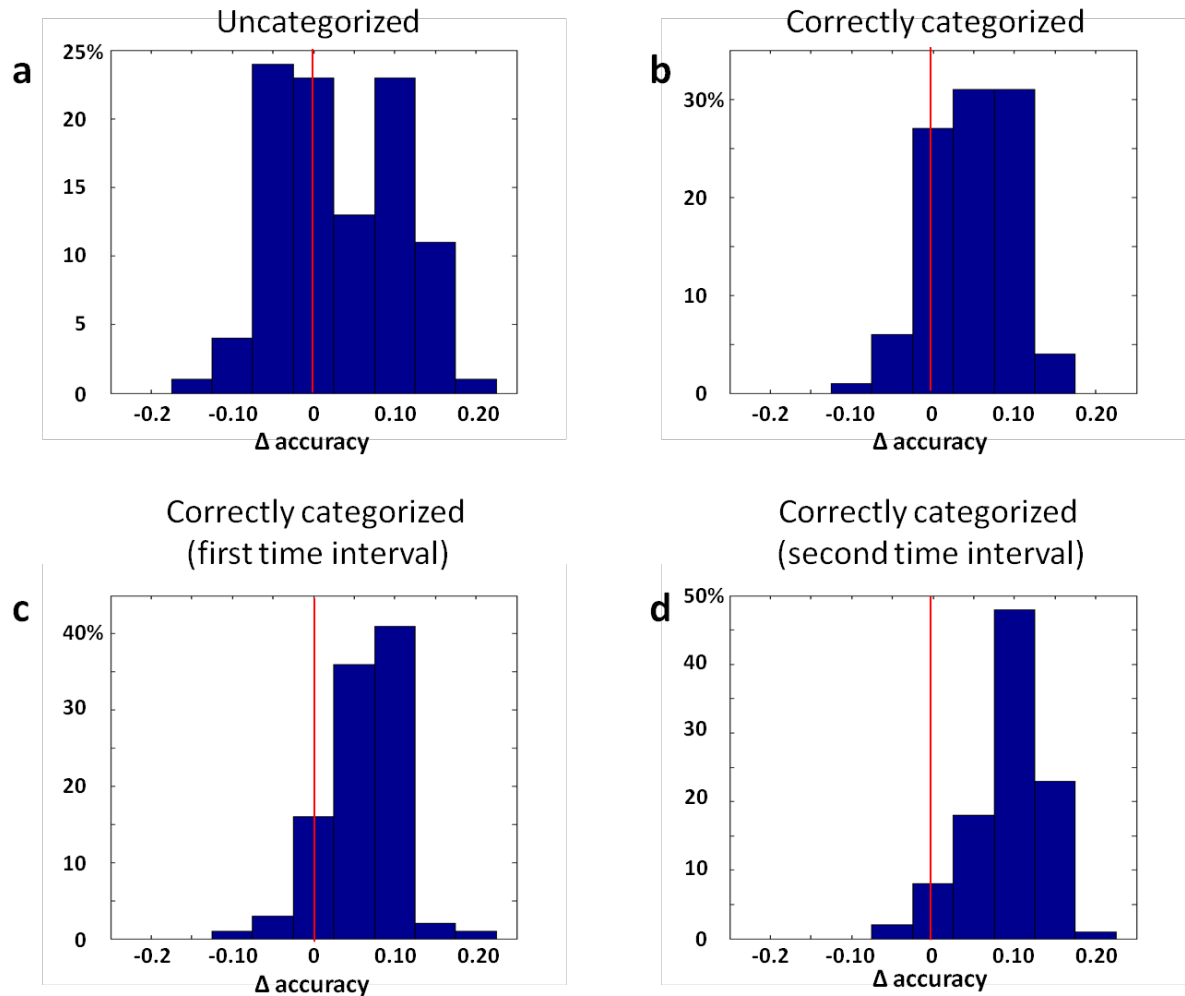 Uncategorized
a
25%
20
15
10
5
0
-0.2 -0.10 0 0.10 0.20
Δ accuracy
Correctly categorized
b
30%
20
10
0
-0.2 -0.10 0 0.10 0.20
Δ accuracy
Correctly categorized
(first time interval)
c
40%
30
20
10
0
-0.2 -0.10 0 0.10 0.20
Δ accuracy
Correctly categorized
(second time interval)
d
50%
40
30
20
10
0
-0.2 -0.10 0 0.10 0.20
Δ accuracy